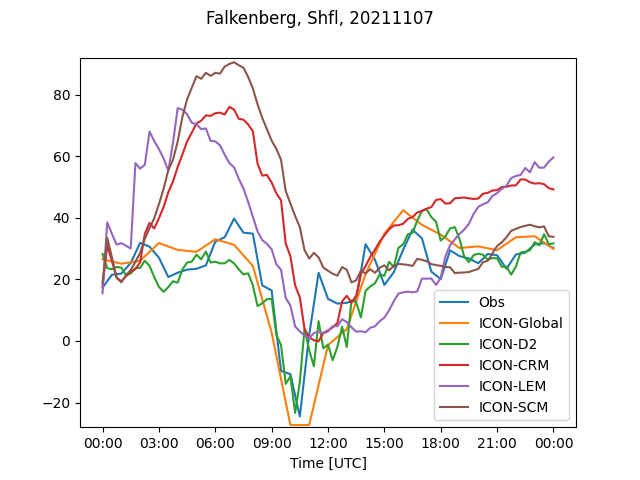 Falkenberg, Shfl, 20211107
80
60
40
20
0
−20
00:00 03:00 06:00 09:00 12:00 15:00 18:00 21:00 00:00
Time [UTC]
Obs
ICON-Global
ICON-D2
ICON-CRM
ICON-LEM
ICON-SCM